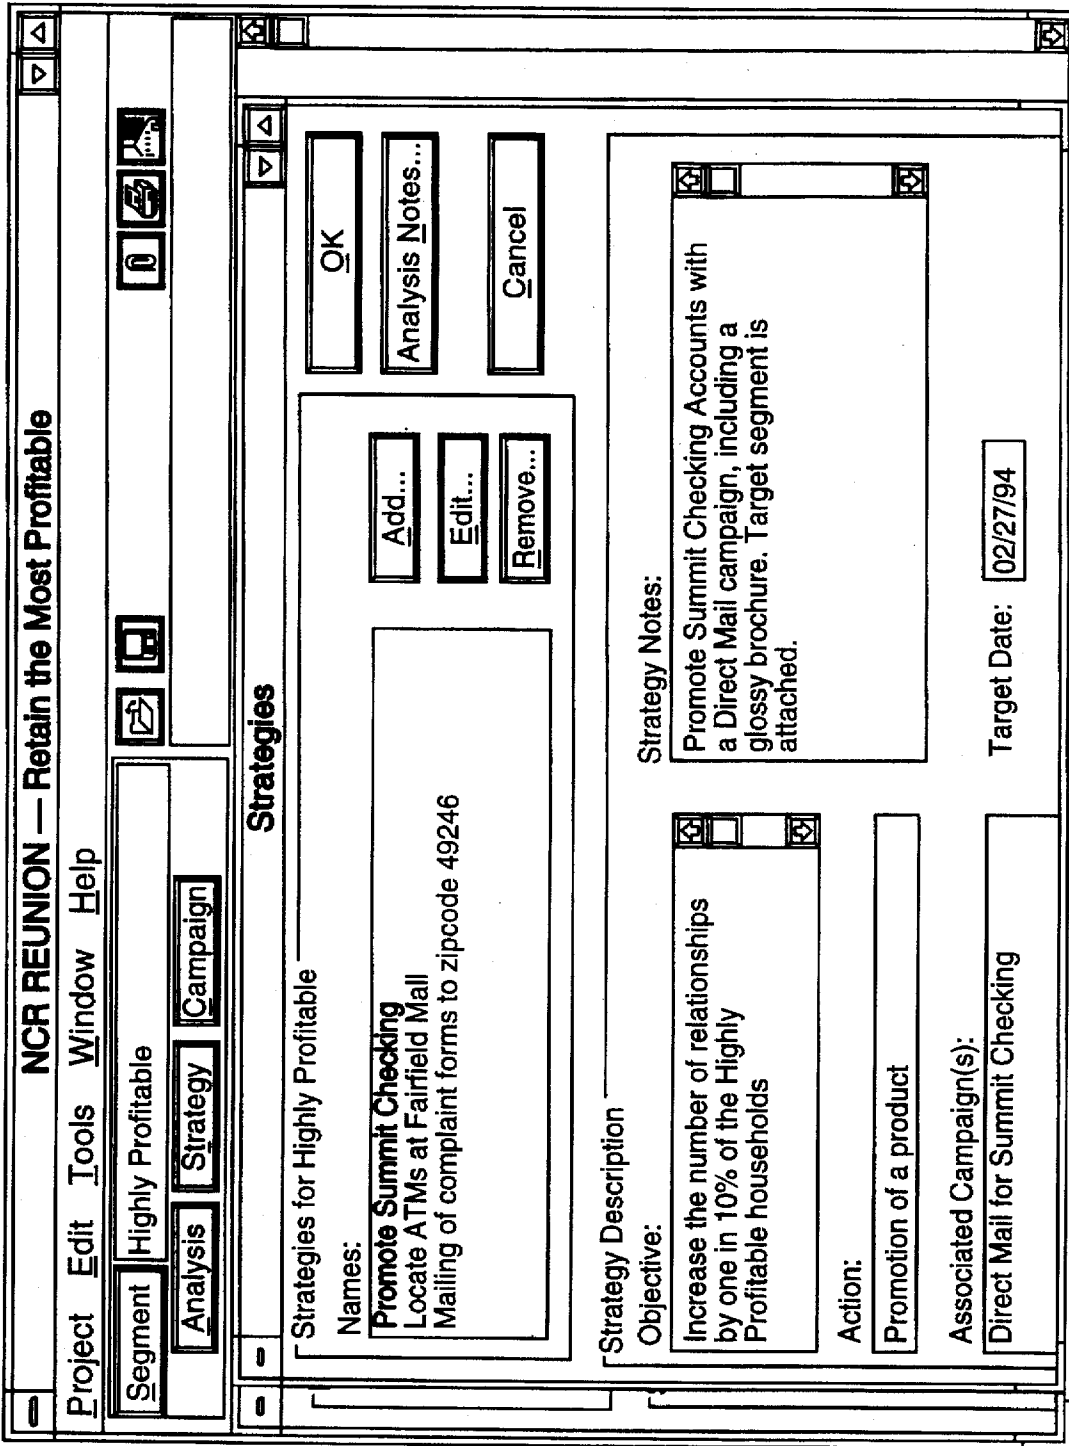 NCR REUNION — Retain the Most Profitable
Project Edit Tools Window Help
Segment Highly Profitable
Analysis Strategy Campaign
Strategies
Strategies for Highly Profitable
Names:
Promote Summit Checking
Locate ATMs at Fairfield Mall
Mailing of complaint forms to zipcode 49246
Add...
Edit...
Remove...
OK
Analysis Notes...
Cancel
Strategy Description
Objective:
Increase the number of relationships
by one in 10% of the Highly
Profitable households
Strategy Notes:
Promote Summit Checking Accounts with
a Direct Mail campaign, including a
glossy brochure. Target segment is
attached.
Action:
Promotion of a product
Associated Campaign(s):
Direct Mail for Summit Checking
Target Date: 02/27/94